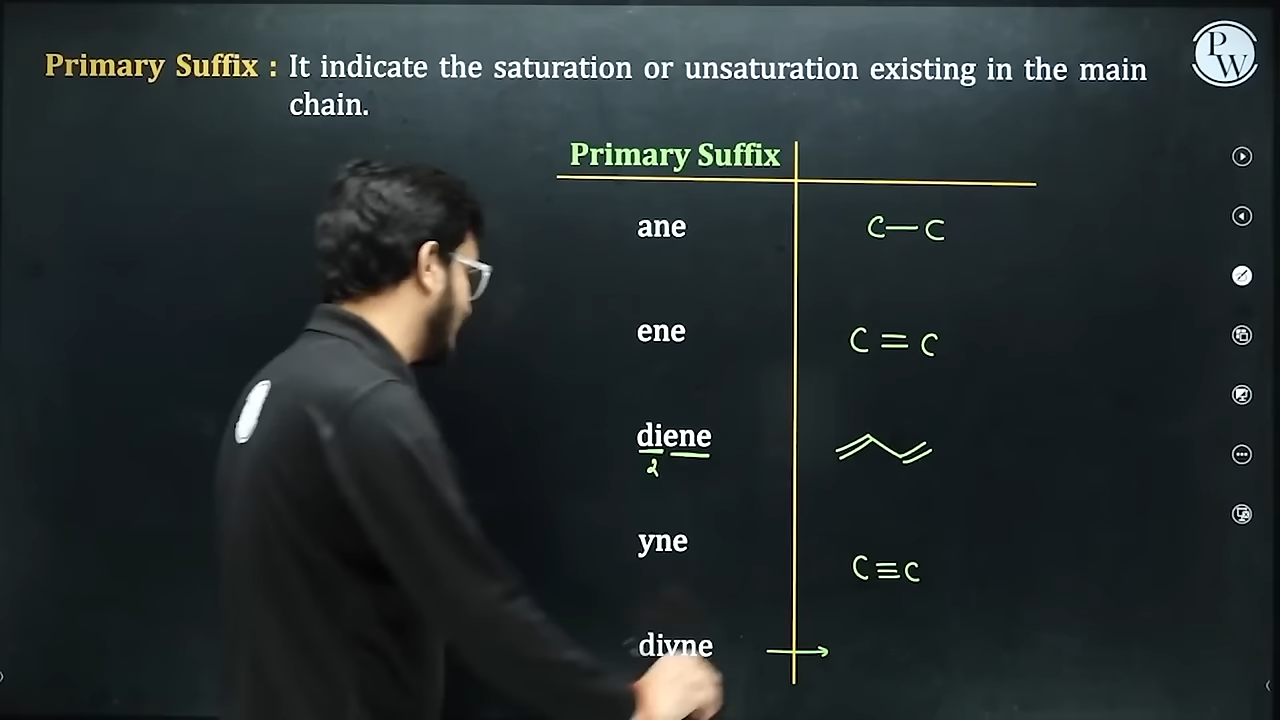 Primary Suffix : It indicate the saturation or unsaturation existing in the main
chain.
P
W
Primary Suffix
ane C—C
ene C=C
diene
2
yne C≡C
diyne